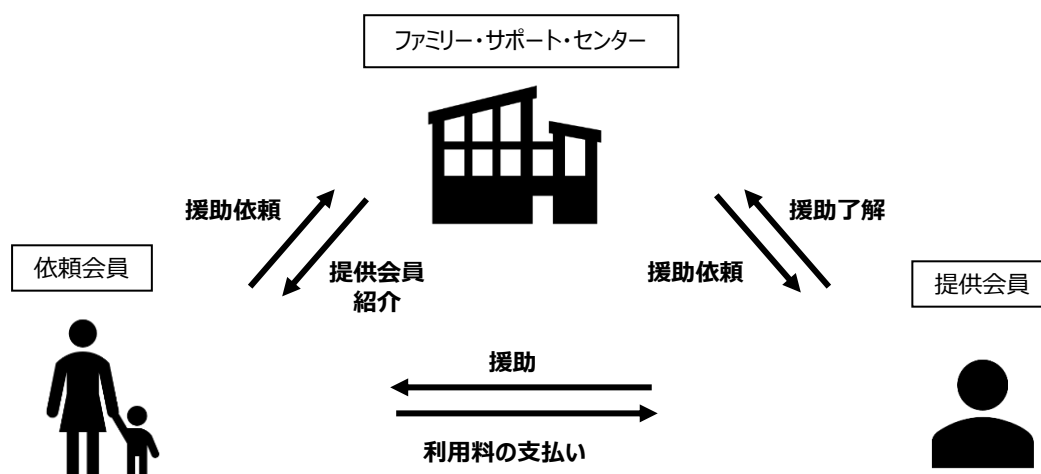 ファミリー・サポート・センター
援助依頼
援助了解
依頼会員
提供会員
紹介
援助依頼
提供会員
援助
利用料の支払い